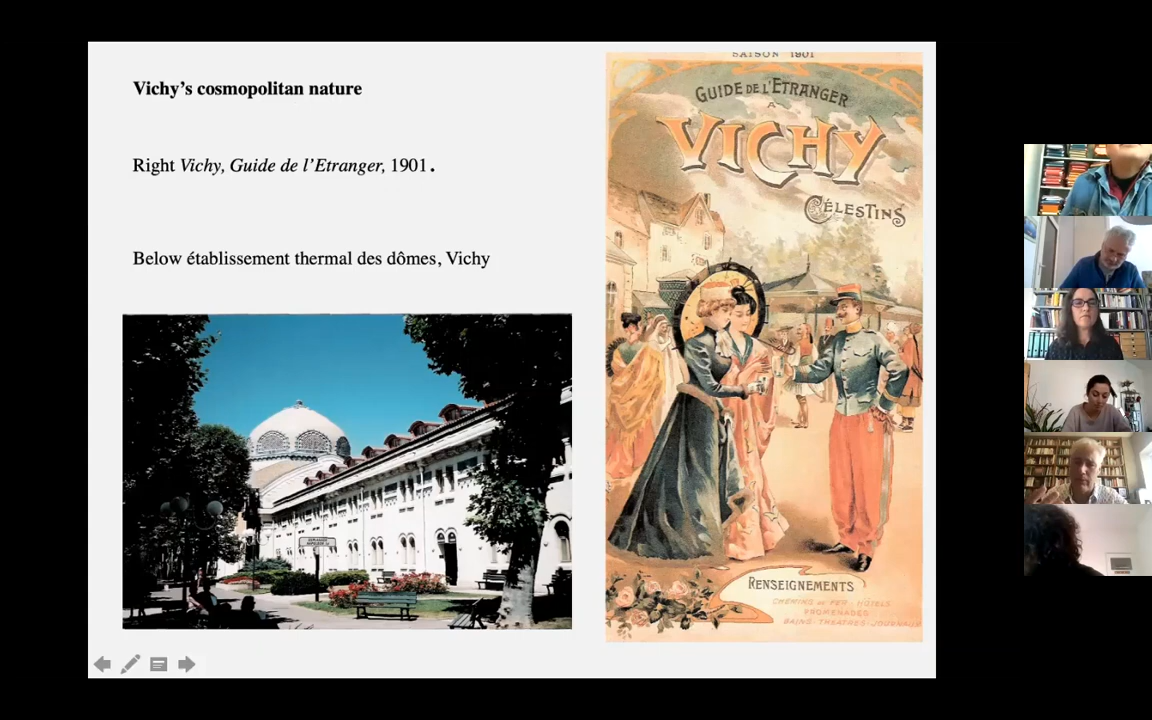 Vichy's cosmopolitan nature
Right Vichy, Guide de l'Etranger, 1901.
Below établissement thermal des dômes, Vichy
SAISON 1901
GUIDE DE L'ETRANGER
A
VICHY
CÉLESTINS
RENSEIGNEMENTS
CHEMINS DE FER - HÔTELS
PROMENADES
BAINS - THEATRES - JOURNAUX